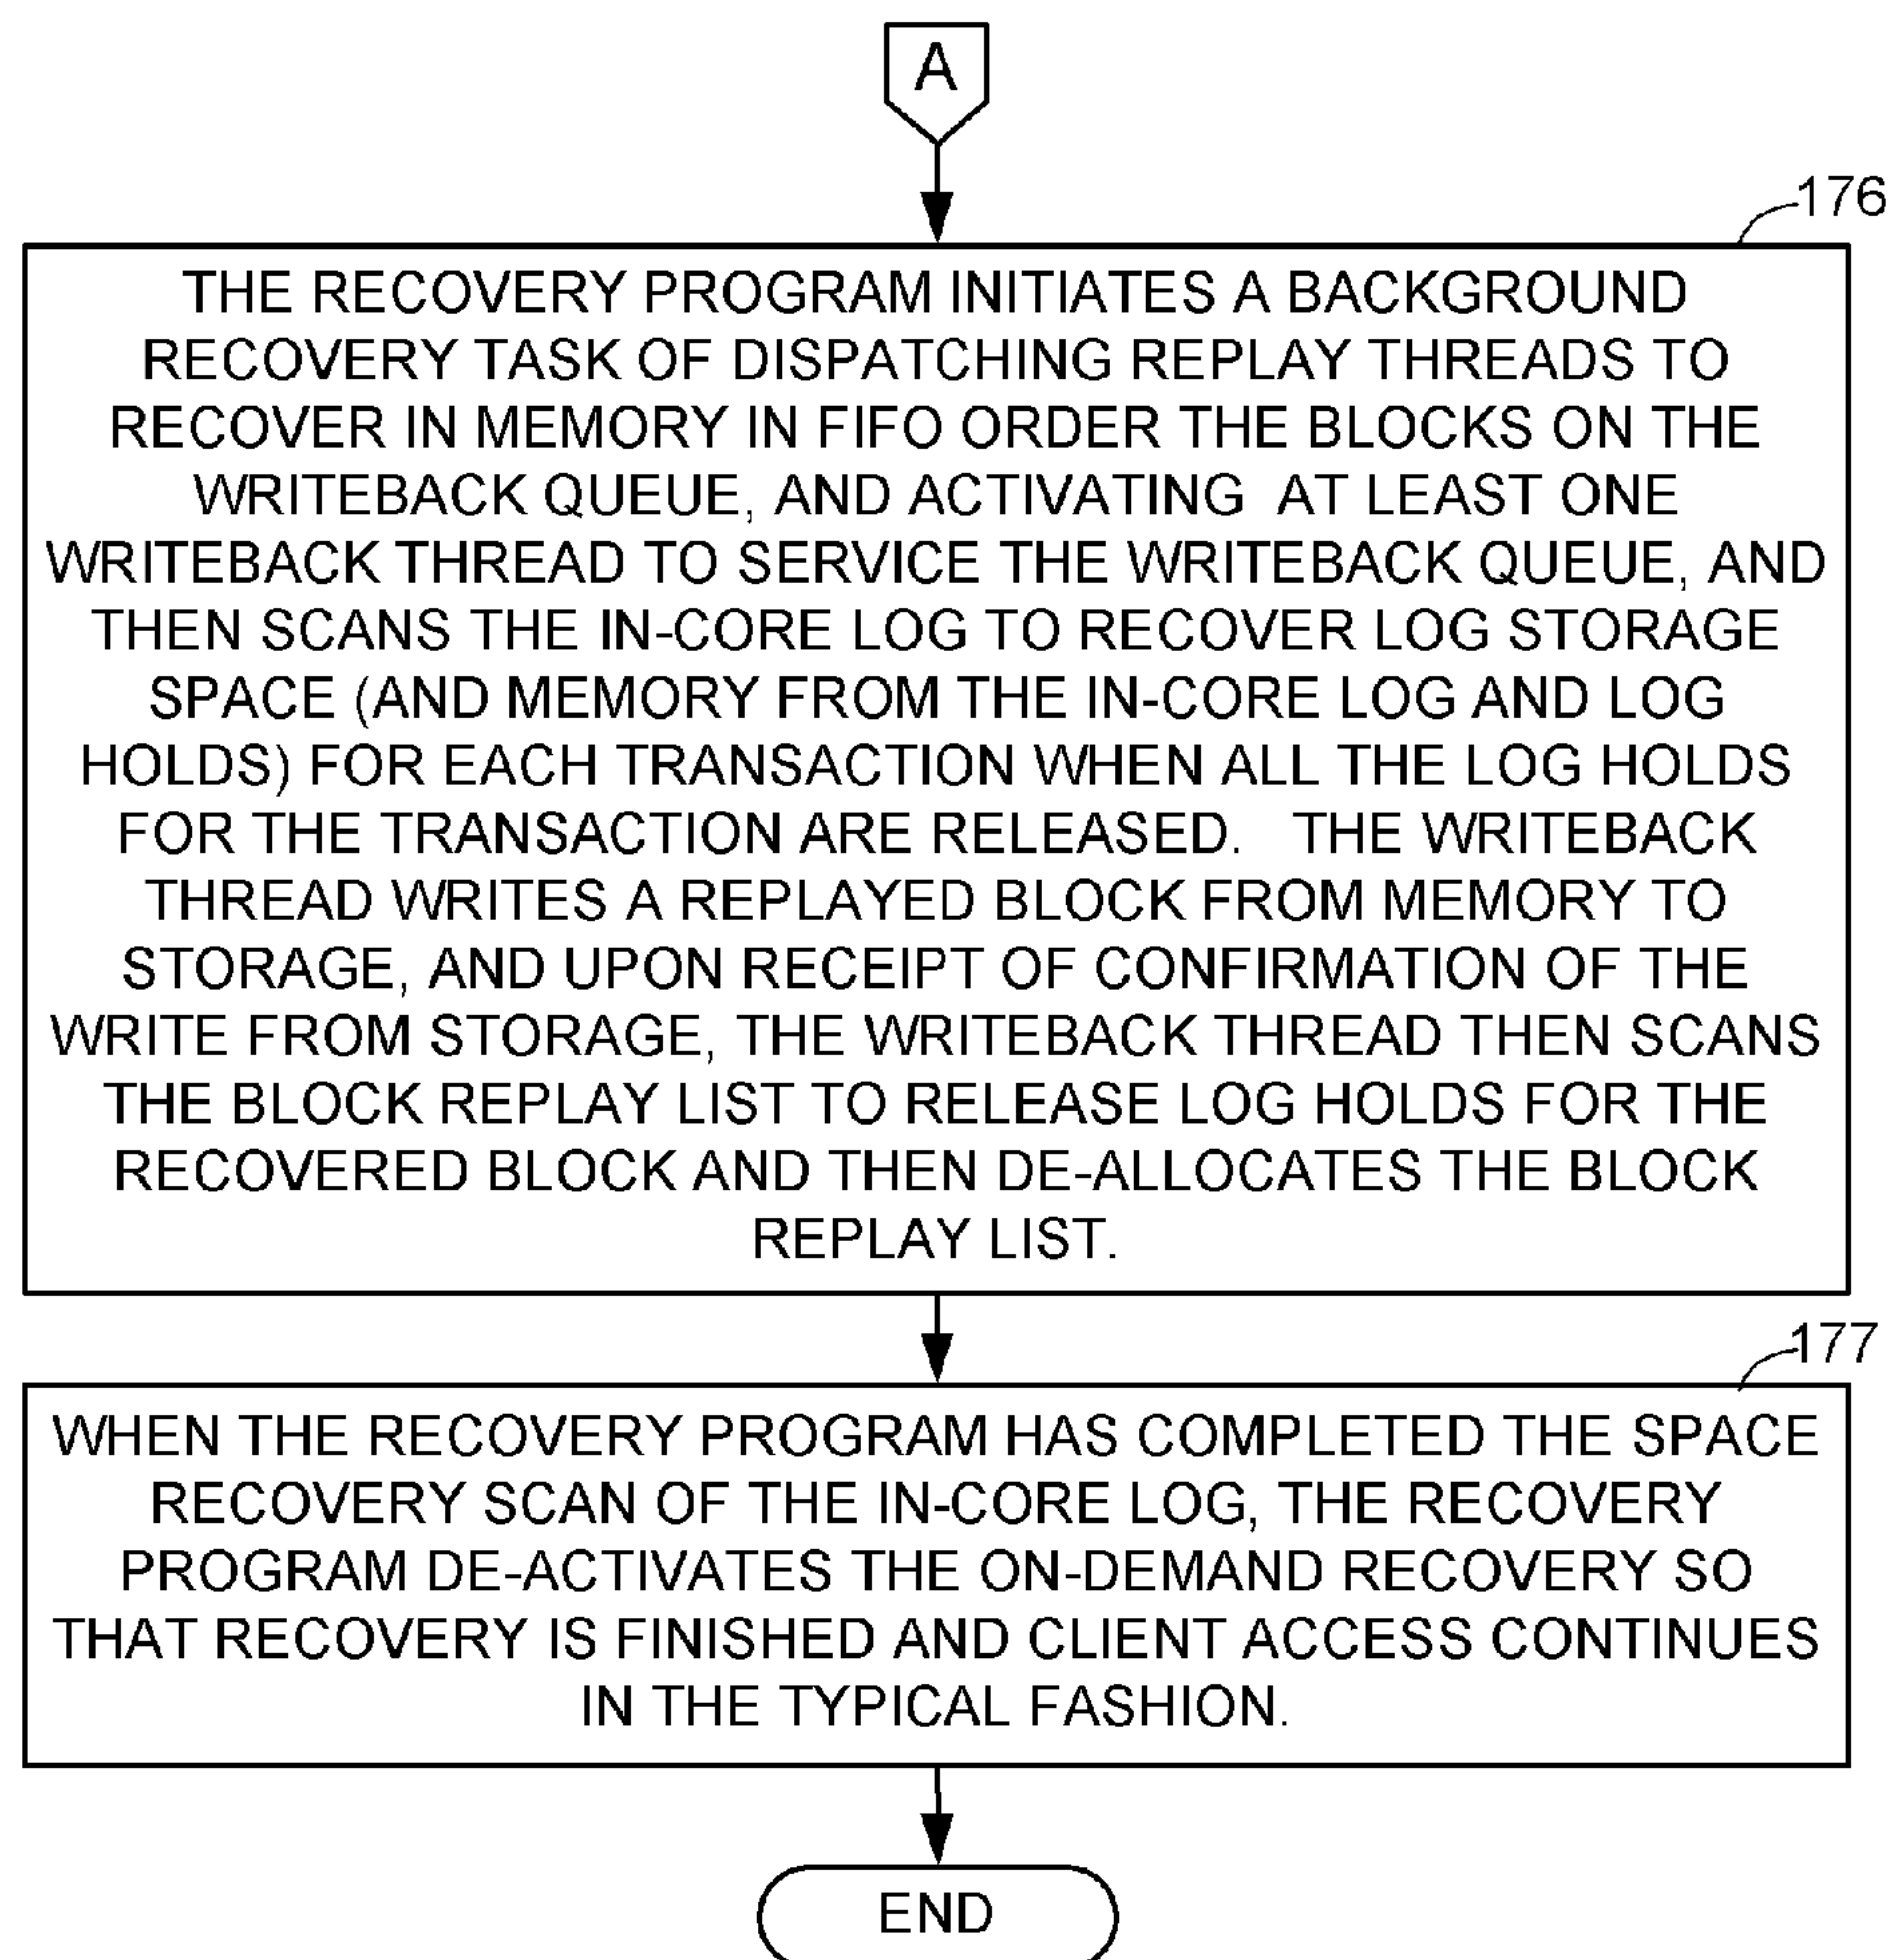 A
176
THE RECOVERY PROGRAM INITIATES A BACKGROUND
RECOVERY TASK OF DISPATCHING REPLAY THREADS TO
RECOVER IN MEMORY IN FIFO ORDER THE BLOCKS ON THE
WRITEBACK QUEUE, AND ACTIVATING AT LEAST ONE
WRITEBACK THREAD TO SERVICE THE WRITEBACK QUEUE, AND
THEN SCANS THE IN-CORE LOG TO RECOVER LOG STORAGE
SPACE (AND MEMORY FROM THE IN-CORE LOG AND LOG
HOLDS) FOR EACH TRANSACTION WHEN ALL THE LOG HOLDS
FOR THE TRANSACTION ARE RELEASED. THE WRITEBACK
THREAD WRITES A REPLAYED BLOCK FROM MEMORY TO
STORAGE, AND UPON RECEIPT OF CONFIRMATION OF THE
WRITE FROM STORAGE, THE WRITEBACK THREAD THEN SCANS
THE BLOCK REPLAY LIST TO RELEASE LOG HOLDS FOR THE
RECOVERED BLOCK AND THEN DE-ALLOCATES THE BLOCK
REPLAY LIST.
177
WHEN THE RECOVERY PROGRAM HAS COMPLETED THE SPACE
RECOVERY SCAN OF THE IN-CORE LOG, THE RECOVERY
PROGRAM DE-ACTIVATES THE ON-DEMAND RECOVERY SO
THAT RECOVERY IS FINISHED AND CLIENT ACCESS CONTINUES
IN THE TYPICAL FASHION.
END